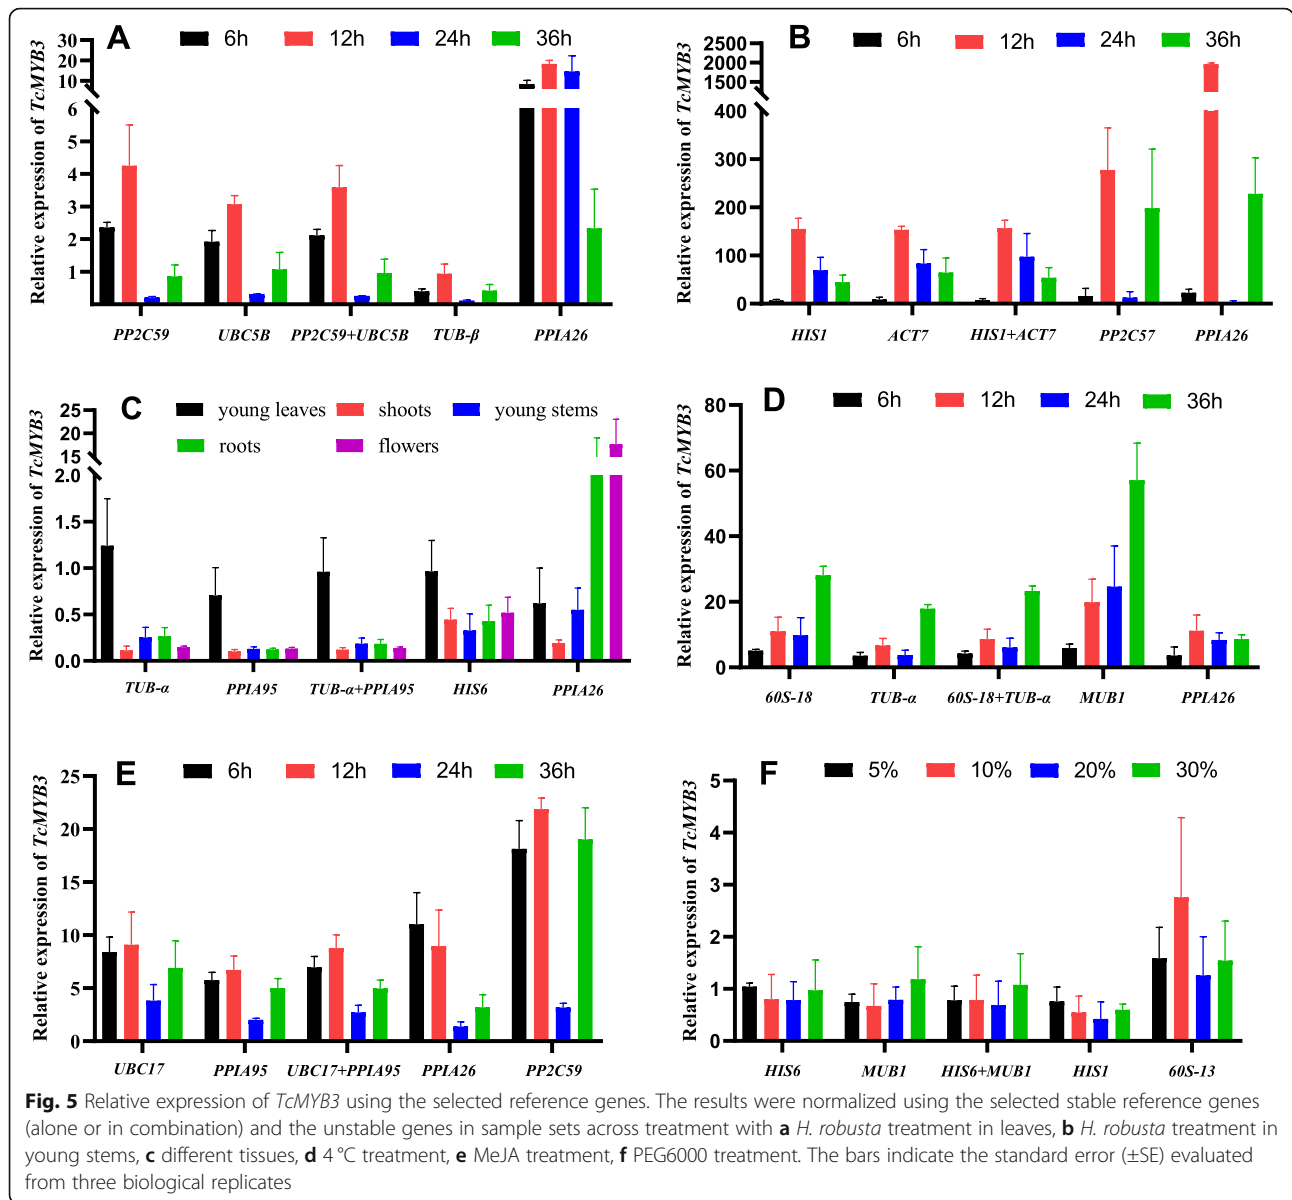 A
6h 12h 24h 36h
Relative expression of TcMYB3
30
20
10
6
5
4
3
2
1
PP2C59 UBC5B PP2C59+UBC5B TUB-β PPIA26
B
6h 12h 24h 36h
Relative expression of TcMYB3
2500
2000
1500
400
300
200
100
0
HIS1 ACT7 HIS1+ACT7 PP2C57 PPIA26
C
young leaves shoots young stems
roots flowers
Relative expression of TcMYB3
25
20
15
2.0
1.5
1.0
0.5
0.0
TUB-α PPIA95 TUB-α+PPIA95 HIS6 PPIA26
D
6h 12h 24h 36h
Relative expression of TcMYB3
80
60
40
20
0
60S-18 TUB-α 60S-18+TUB-α MUB1 PPIA26
E
6h 12h 24h 36h
Relative expression of TcMYB3
25
20
15
10
5
0
UBC17 PPIA95 UBC17+PPIA95 PPIA26 PP2C59
F
5% 10% 20% 30%
Relative expression of TcMYB3
5
4
3
2
1
0
HIS6 MUB1 HIS6+MUB1 HIS1 60S-13
Fig. 5 Relative expression of TcMYB3 using the selected reference genes. The results were normalized using the selected stable reference genes
(alone or in combination) and the unstable genes in sample sets across treatment with a H. robusta treatment in leaves, b H. robusta treatment in
young stems, c different tissues, d 4 °C treatment, e MeJA treatment, f PEG6000 treatment. The bars indicate the standard error (±SE) evaluated
from three biological replicates